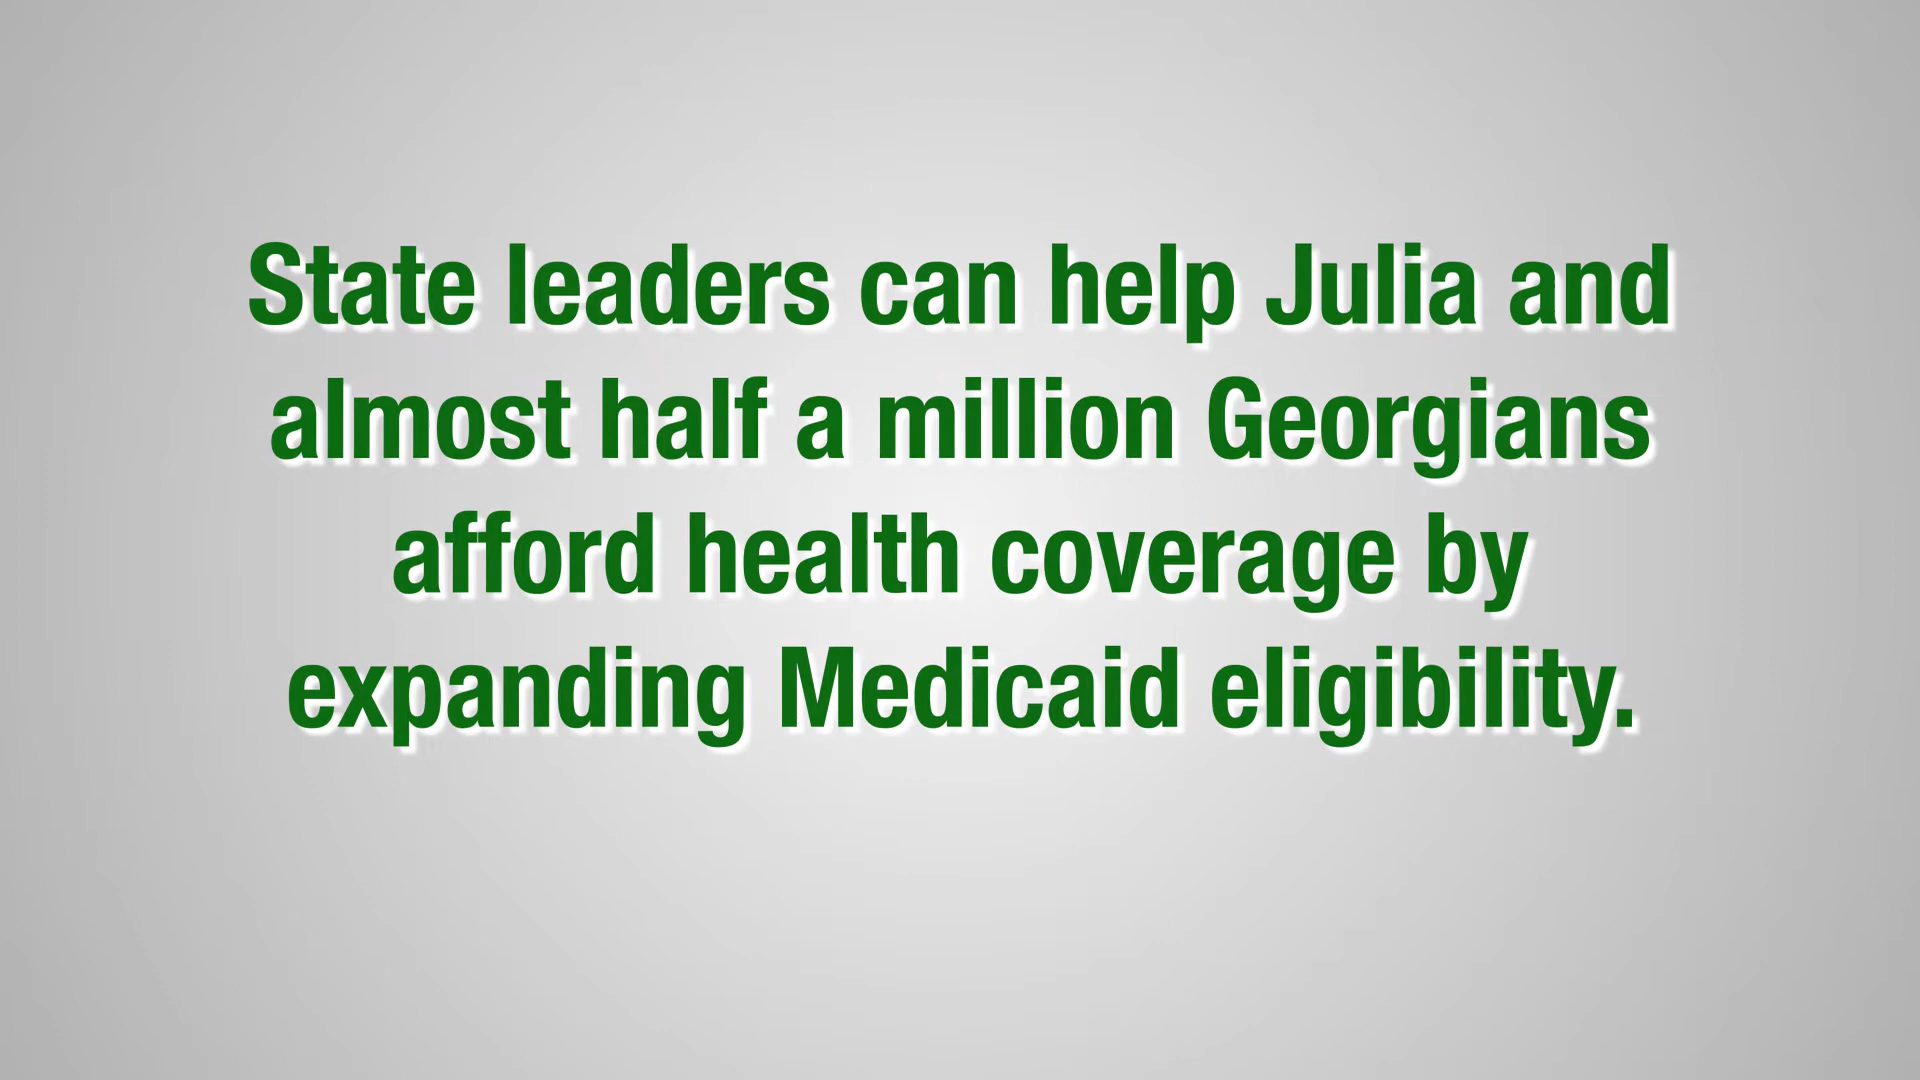 State leaders can help Julia and
almost half a million Georgians
afford health coverage by
expanding Medicaid eligibility.